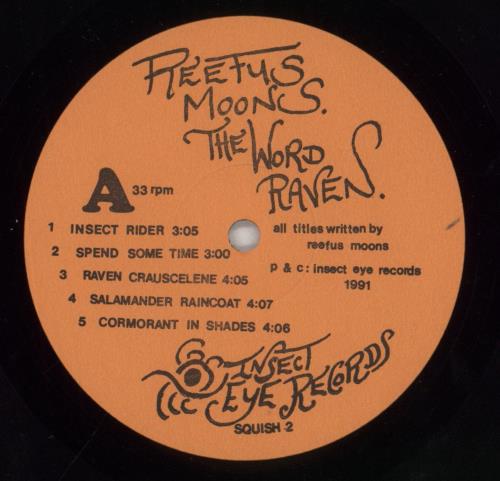 REEFUS
MOONS.
THE WORD
RAVEN.
A 33 rpm
1 INSECT RIDER 3:05
2 SPEND SOME TIME 3:00
3 RAVEN CRAUSCELENE 4:05
4 SALAMANDER RAINCOAT 4:07
5 CORMORANT IN SHADES 4:06
all titles written by
reefus moons
p & c: insect eye records
1991
INSECT
EYE RECORDS
SQUISH 2